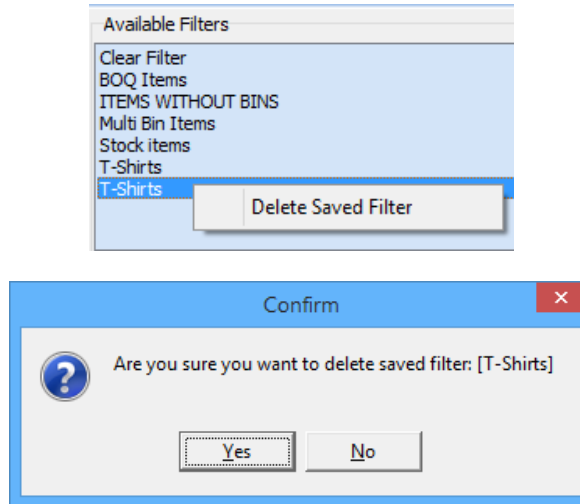 Available Filters
Clear Filter
BOQ Items
ITEMS WITHOUT BINS
Multi Bin Items
Stock items
T-Shirts
T-Shirts
Delete Saved Filter
Confirm
Are you sure you want to delete saved filter: [T-Shirts]
Yes
No